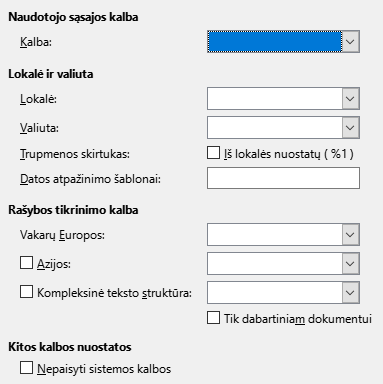 Naudotojo sąsajos kalba
Kalba:
Lokalė ir valiuta
Lokalė:
Valiuta:
Trupmenos skirtukas: Iš lokalės nuostatų ( %1 )
Datos atpažinimo šablonai:
Rašybos tikrinimo kalba
Vakarų Europos:
Azijos:
Kompleksinė teksto struktūra:
Tik dabartiniam dokumentui
Kitos kalbos nuostatos
Nepaisyti sistemos kalbos